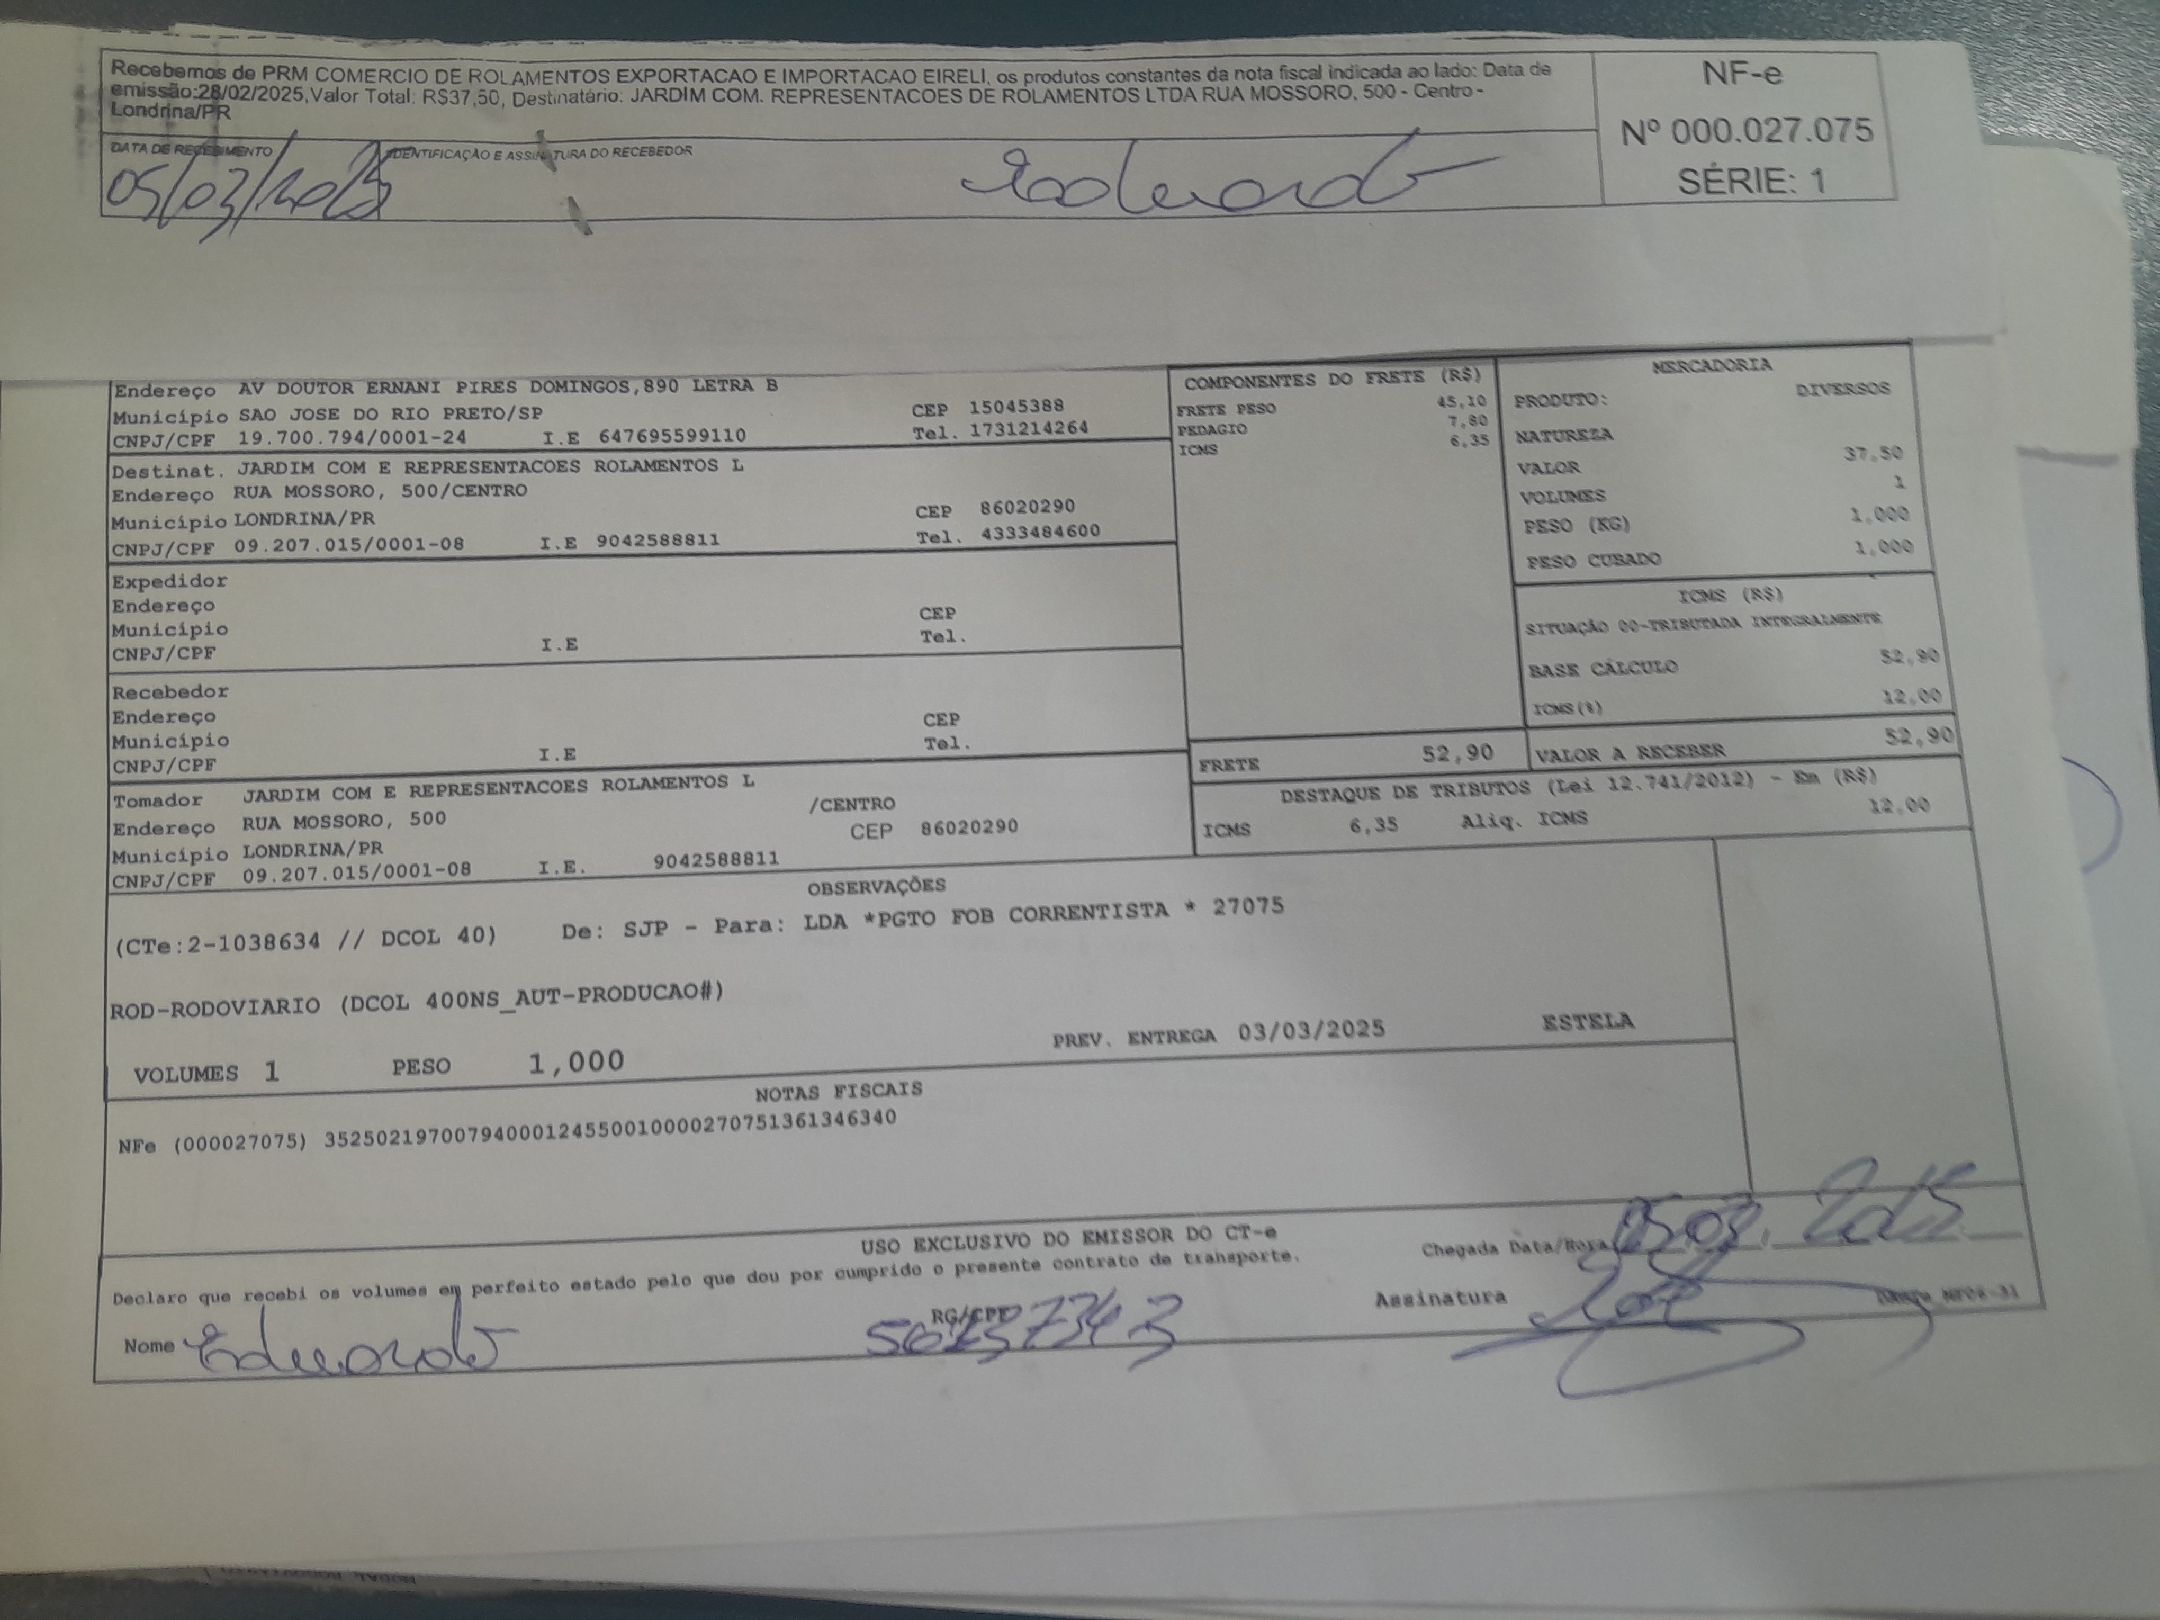 Recebemos de PRM COMERCIO DE ROLAMENTOS EXPORTACAO E IMPORTACAO EIRELI, os produtos constantes da nota fiscal indicada ao lado: Data de
emissão:28/02/2025,Valor Total: R$37,50, Destinatário: JARDIM COM. REPRESENTACOES DE ROLAMENTOS LTDA RUA MOSSORO, 500 - Centro -
Londrina/PR
NF-e
Nº 000.027.075
SÉRIE: 1
DATA DE RECEBIMENTO
05/03/2025
IDENTIFICAÇÃO E ASSINATURA DO RECEBEDOR
Eduardo
Endereço AV DOUTOR ERNANI PIRES DOMINGOS,890 LETRA B
Município SAO JOSE DO RIO PRETO/SP CEP 15045388
CNPJ/CPF 19.700.794/0001-24 I.E 647695599110 Tel. 1731214264
Destinat. JARDIM COM E REPRESENTACOES ROLAMENTOS L
Endereço RUA MOSSORO, 500/CENTRO
Município LONDRINA/PR CEP 86020290
CNPJ/CPF 09.207.015/0001-08 I.E 9042588811 Tel. 4333484600
Expedidor
Endereço
Município CEP
CNPJ/CPF I.E Tel.
Recebedor
Endereço
Município CEP
CNPJ/CPF I.E Tel.
Tomador JARDIM COM E REPRESENTACOES ROLAMENTOS L
Endereço RUA MOSSORO, 500 /CENTRO
Município LONDRINA/PR CEP 86020290
CNPJ/CPF 09.207.015/0001-08 I.E. 9042588811
COMPONENTES DO FRETE (R$)
FRETE PESO 45,10
PEDAGIO 7,80
ICMS 6,35
FRETE 52,90
MERCADORIA
PRODUTO: DIVERSOS
NATUREZA
VALOR 37,50
VOLUMES 1
PESO (KG) 1,000
PESO CUBADO 1,000
ICMS (R$)
SITUAÇÃO 00-TRIBUTADA INTEGRALMENTE
BASE CÁLCULO 52,90
ICMS(%) 12,00
VALOR A RECEBER 52,90
DESTAQUE DE TRIBUTOS (Lei 12.741/2012) - Em (R$)
ICMS 6,35 Aliq. ICMS 12,00
OBSERVAÇÕES
(CTe:2-1038634 // DCOL 40) De: SJP - Para: LDA *PGTO FOB CORRENTISTA * 27075
ROD-RODOVIARIO (DCOL 400NS_AUT-PRODUCAO#)
PREV. ENTREGA 03/03/2025 ESTELA
VOLUMES 1 PESO 1,000
NOTAS FISCAIS
NFe (000027075) 35250219700794000124550010000270751361346340
USO EXCLUSIVO DO EMISSOR DO CT-e
Declaro que recebi os volumes em perfeito estado pelo que dou por cumprido o presente contrato de transporte.
Chegada Data/Hora 05.03.2025
Nome Eduardo
RG/CPF
Assinatura